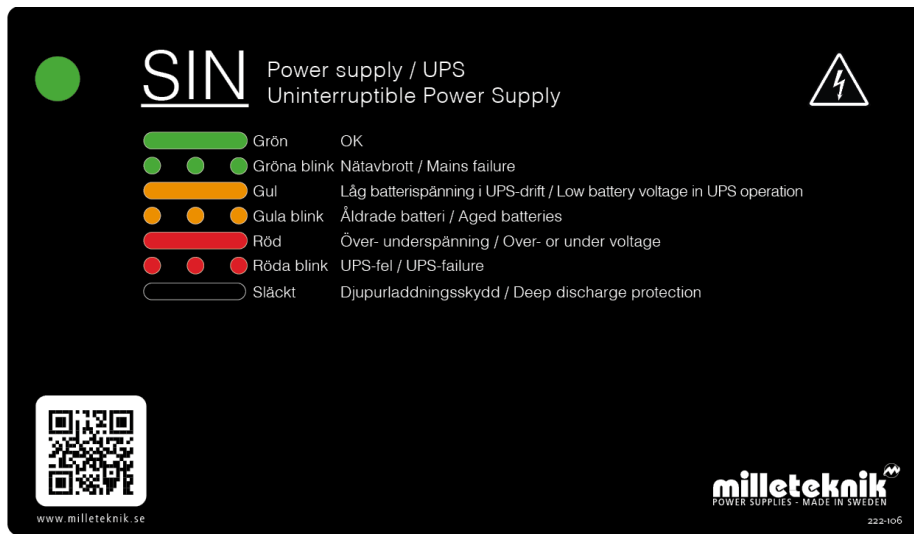 SIN
Power supply / UPS
Uninterruptible Power Supply
Grön OK
Gröna blink Nätavbrott / Mains failure
Gul Låg batterispänning i UPS-drift / Low battery voltage in UPS operation
Gula blink Åldrade batteri / Aged batteries
Röd Över- underspänning / Over- or under voltage
Röda blink UPS-fel / UPS-failure
Släckt Djupurladdningsskydd / Deep discharge protection
www.milleteknik.se
milleteknik
POWER SUPPLIES - MADE IN SWEDEN
222-106